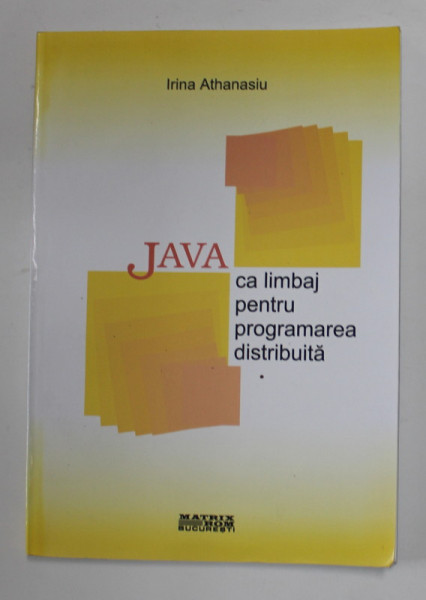 Irina Athanasiu
JAVA
ca limbaj
pentru
programarea
distribuită
MATRIX
ROM
BUCUREȘTI